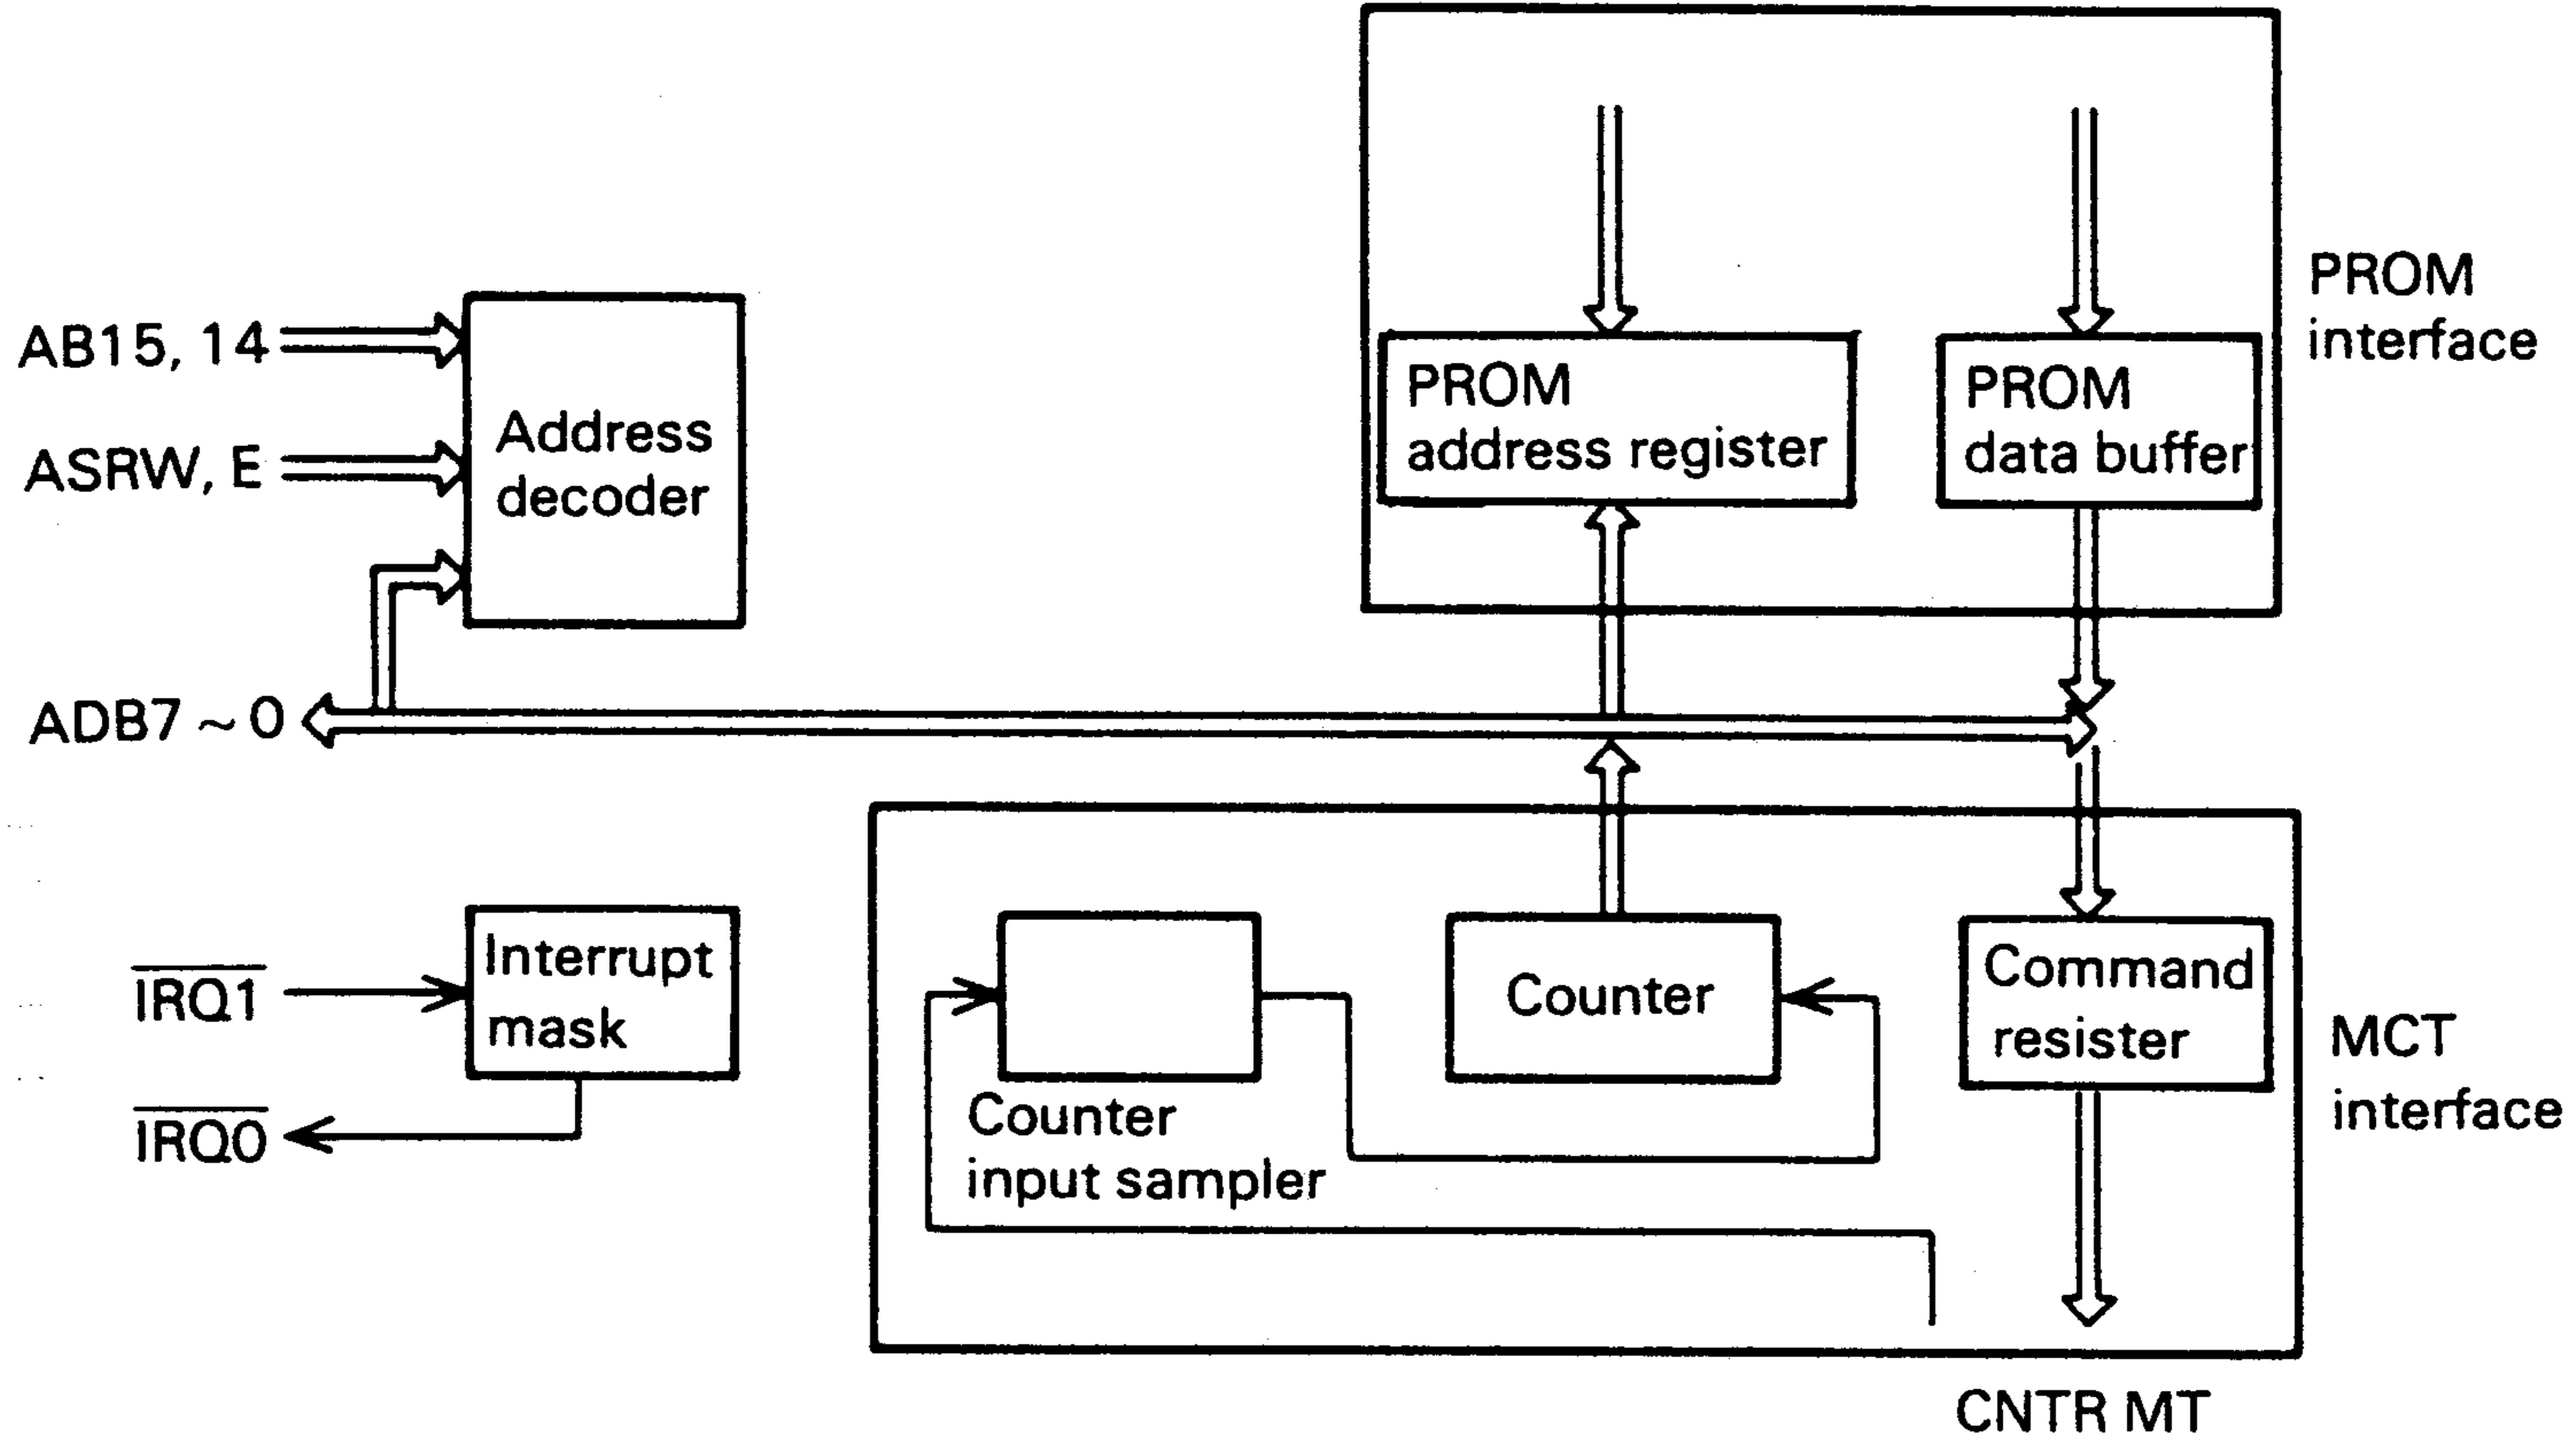 PROM
interface
AB15, 14
ASRW, E
Address
decoder
PROM
address register
PROM
data buffer
ADB7 ~ 0
IRQ1
IRQ0
Interrupt
mask
Counter
input sampler
Counter
Command
resister
MCT
interface
CNTR MT